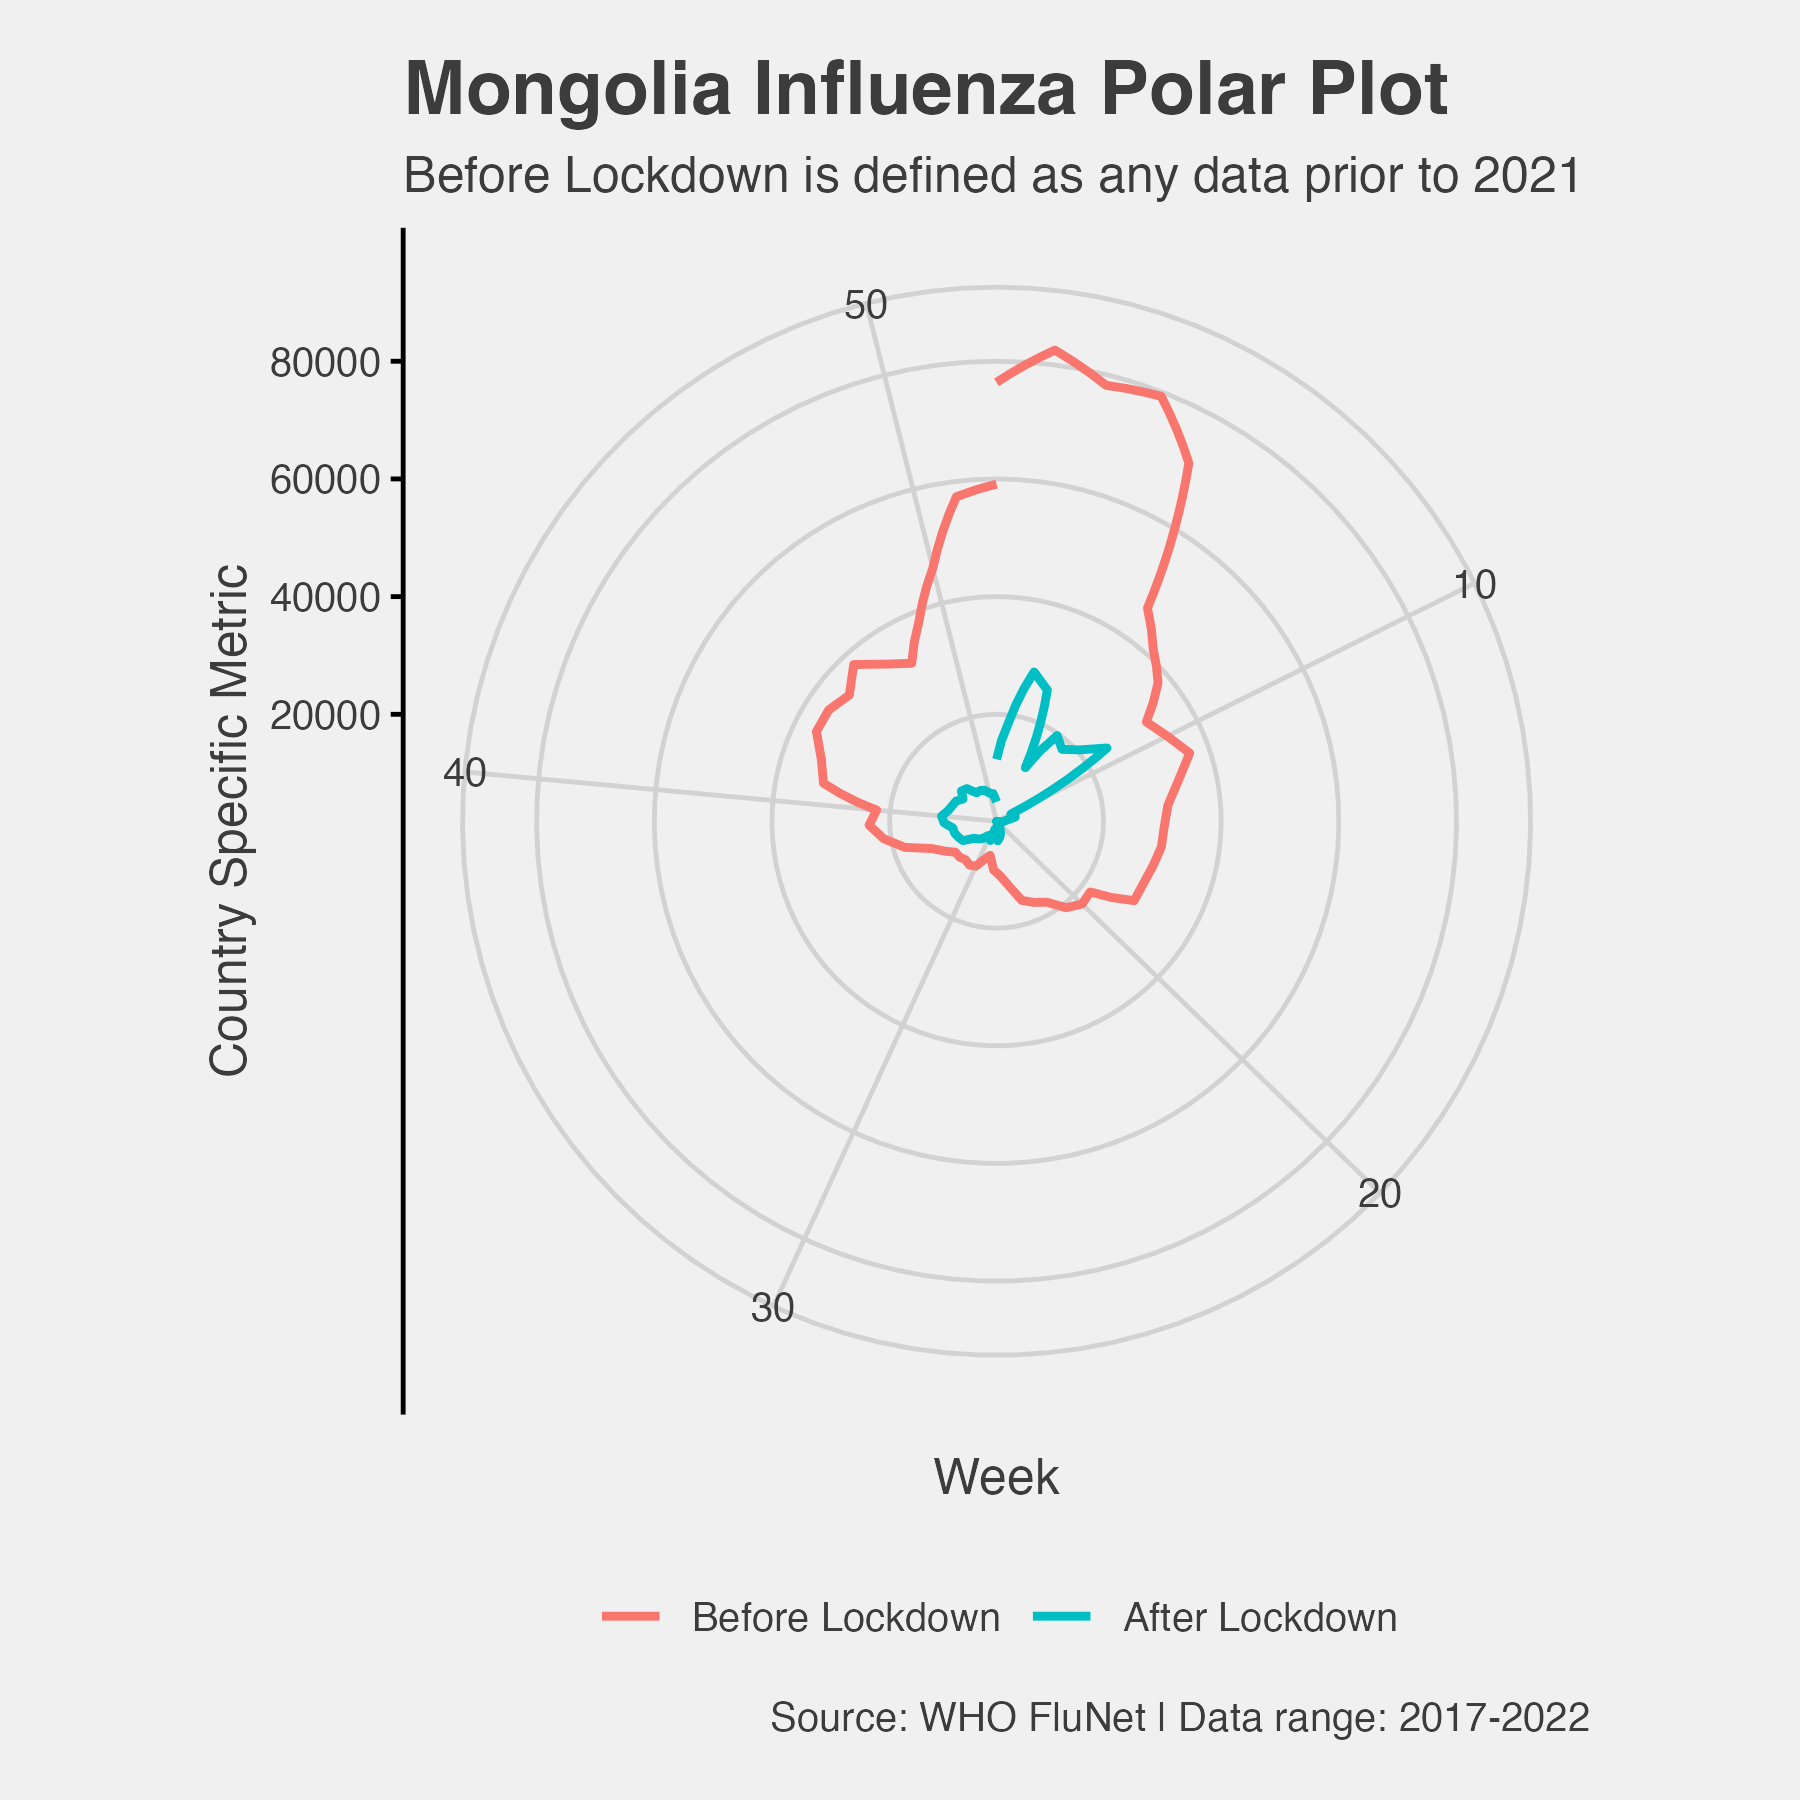 Mongolia Influenza Polar Plot
Before Lockdown is defined as any data prior to 2021
50
80000
60000
10
40000
20000
40
20
30
Country Specific Metric
Week
Before Lockdown
After Lockdown
Source: WHO FluNet | Data range: 2017-2022